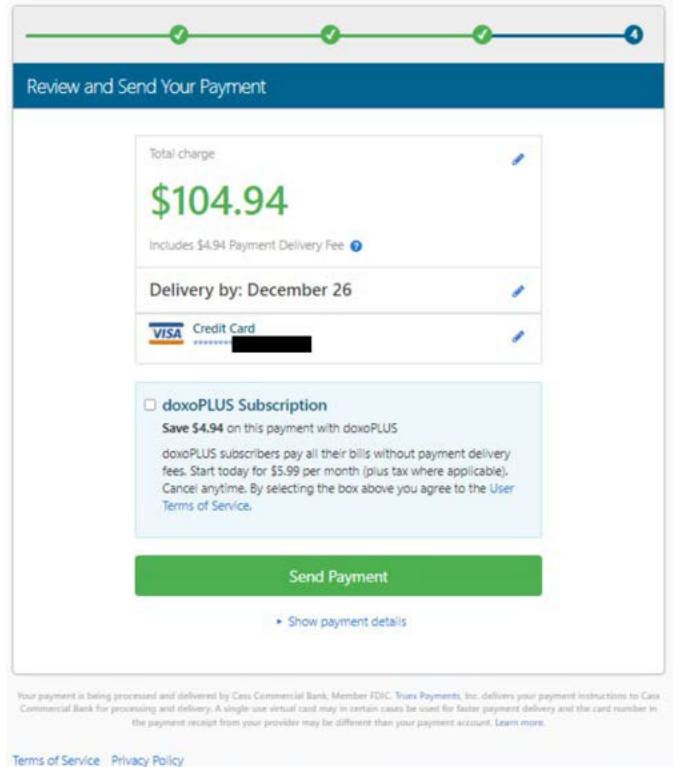 4
Review and Send Your Payment
Total charge
$104.94
Includes $4.94 Payment Delivery Fee ?
Delivery by: December 26
VISA Credit Card
********
doxoPLUS Subscription
Save $4.94 on this payment with doxoPLUS
doxoPLUS subscribers pay all their bills without payment delivery
fees. Start today for $5.99 per month (plus tax where applicable).
Cancel anytime. By selecting the box above you agree to the User
Terms of Service.
Send Payment
Show payment details
Your payment is being processed and delivered by Cass Commercial Bank, Member FDIC. Truex Payments, Inc. delivers your payment instructions to Cass
Commercial Bank for processing and delivery. A single use virtual card may in certain cases be used for faster payment delivery and the card number in
the payment receipt from your provider may be different than your payment account. Learn more.
Terms of Service Privacy Policy